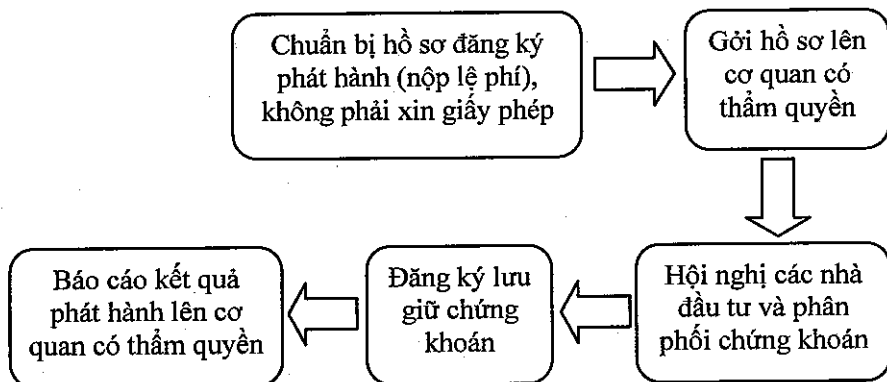 Chuẩn bị hồ sơ đăng ký
phát hành (nộp lệ phí),
không phải xin giấy phép
Gởi hồ sơ lên
cơ quan có
thẩm quyền
Hội nghị các nhà
đầu tư và phân
phối chứng khoán
Đăng ký lưu
giữ chứng
khoán
Báo cáo kết quả
phát hành lên cơ
quan có thẩm quyền